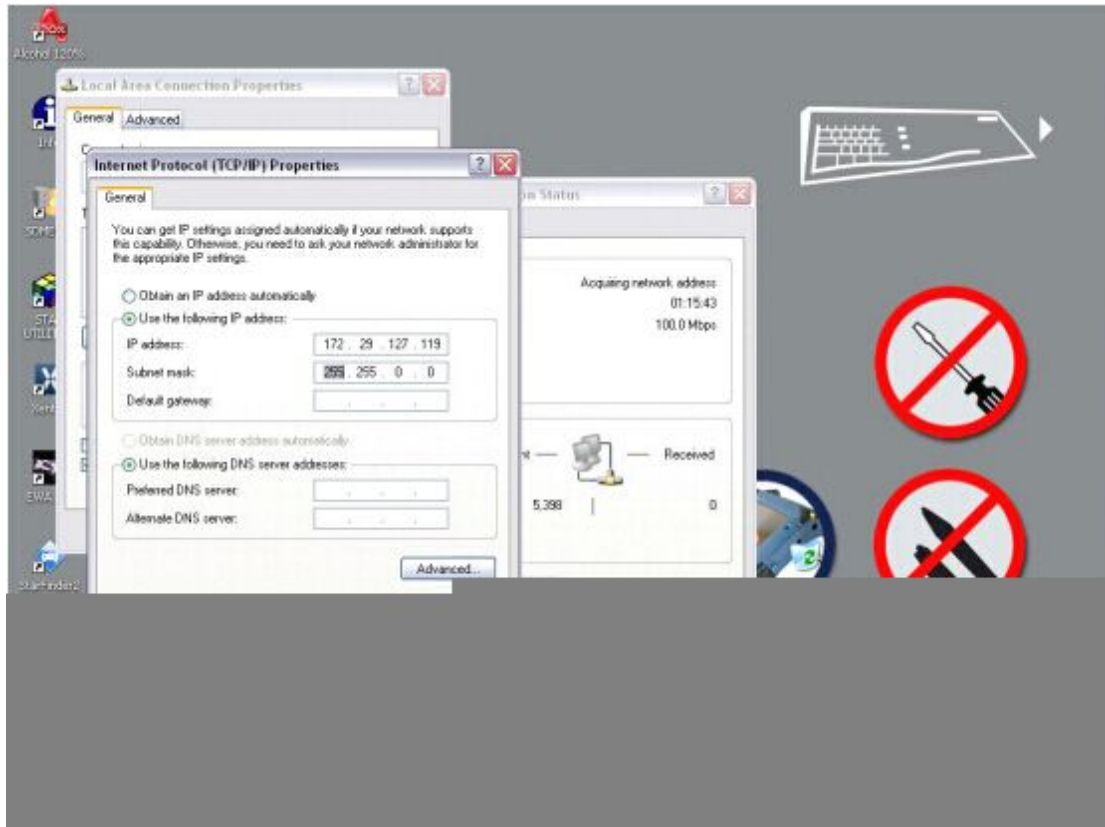 Alcohol 120%
Local Area Connection Properties
General
Advanced
Internet Protocol (TCP/IP) Properties
General
You can get IP settings assigned automatically if your network supports
this capability. Otherwise, you need to ask your network administrator for
the appropriate IP settings.
Obtain an IP address automatically
Use the following IP address:
IP address: 172 . 29 . 127 . 119
Subnet mask: 255 . 255 . 0 . 0
Default gateway: . . .
Obtain DNS server address automatically
Use the following DNS server addresses:
Preferred DNS server: . . .
Alternate DNS server: . . .
Advanced...
on Status
Acquiring network address
01:15:43
100.0 Mbps
Received
5,398
0
StarFinder2